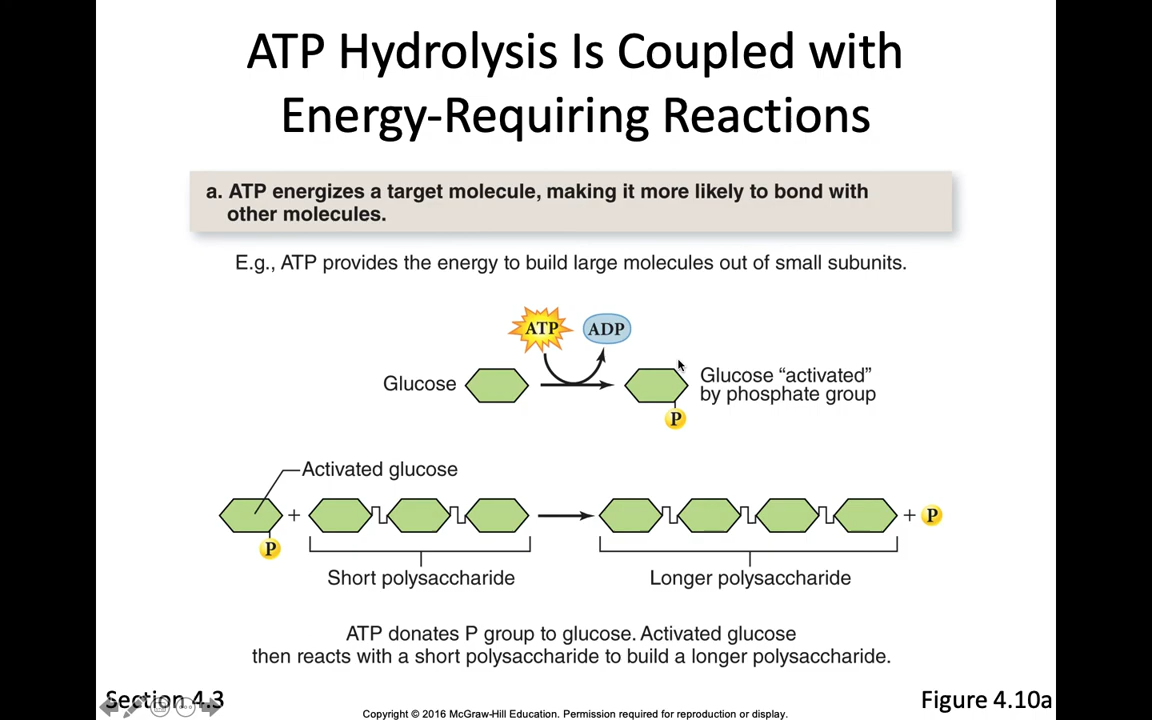 ATP Hydrolysis Is Coupled with
Energy-Requiring Reactions
a. ATP energizes a target molecule, making it more likely to bond with
other molecules.
E.g., ATP provides the energy to build large molecules out of small subunits.
ATP ADP
Glucose
Glucose “activated”
by phosphate group
P
Activated glucose
+ + P
P
Short polysaccharide Longer polysaccharide
ATP donates P group to glucose. Activated glucose
then reacts with a short polysaccharide to build a longer polysaccharide.
Section 4.3
Figure 4.10a
Copyright © 2016 McGraw-Hill Education. Permission required for reproduction or display.